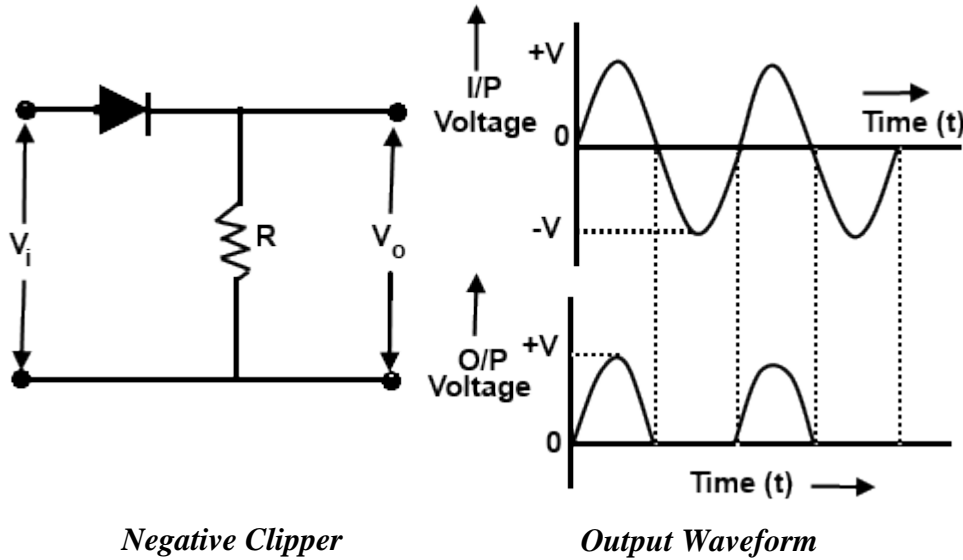 Vi
R
Vo
+V
I/P
Voltage
0
-V
Time (t)
+V
O/P
Voltage
0
Time (t)
Negative Clipper
Output Waveform